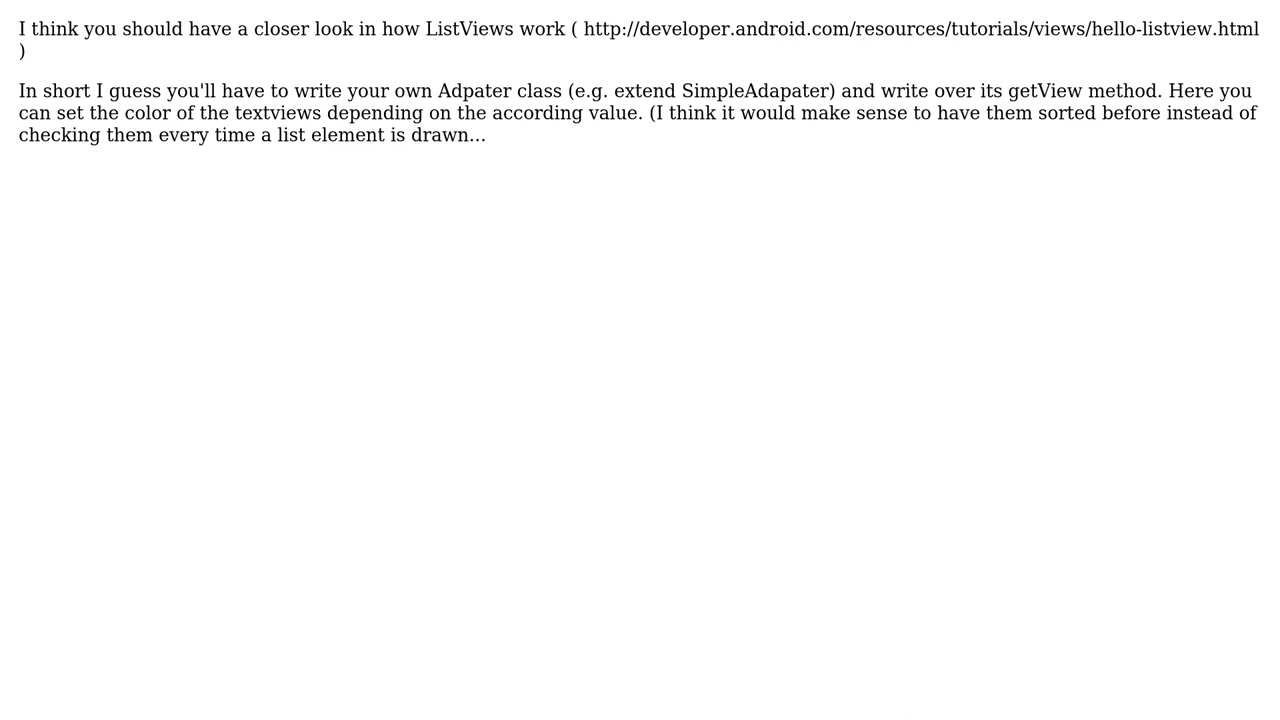 I think you should have a closer look in how ListViews work ( http://developer.android.com/resources/tutorials/views/hello-listview.html
)
In short I guess you'll have to write your own Adpater class (e.g. extend SimpleAdapater) and write over its getView method. Here you
can set the color of the textviews depending on the according value. (I think it would make sense to have them sorted before instead of
checking them every time a list element is drawn...